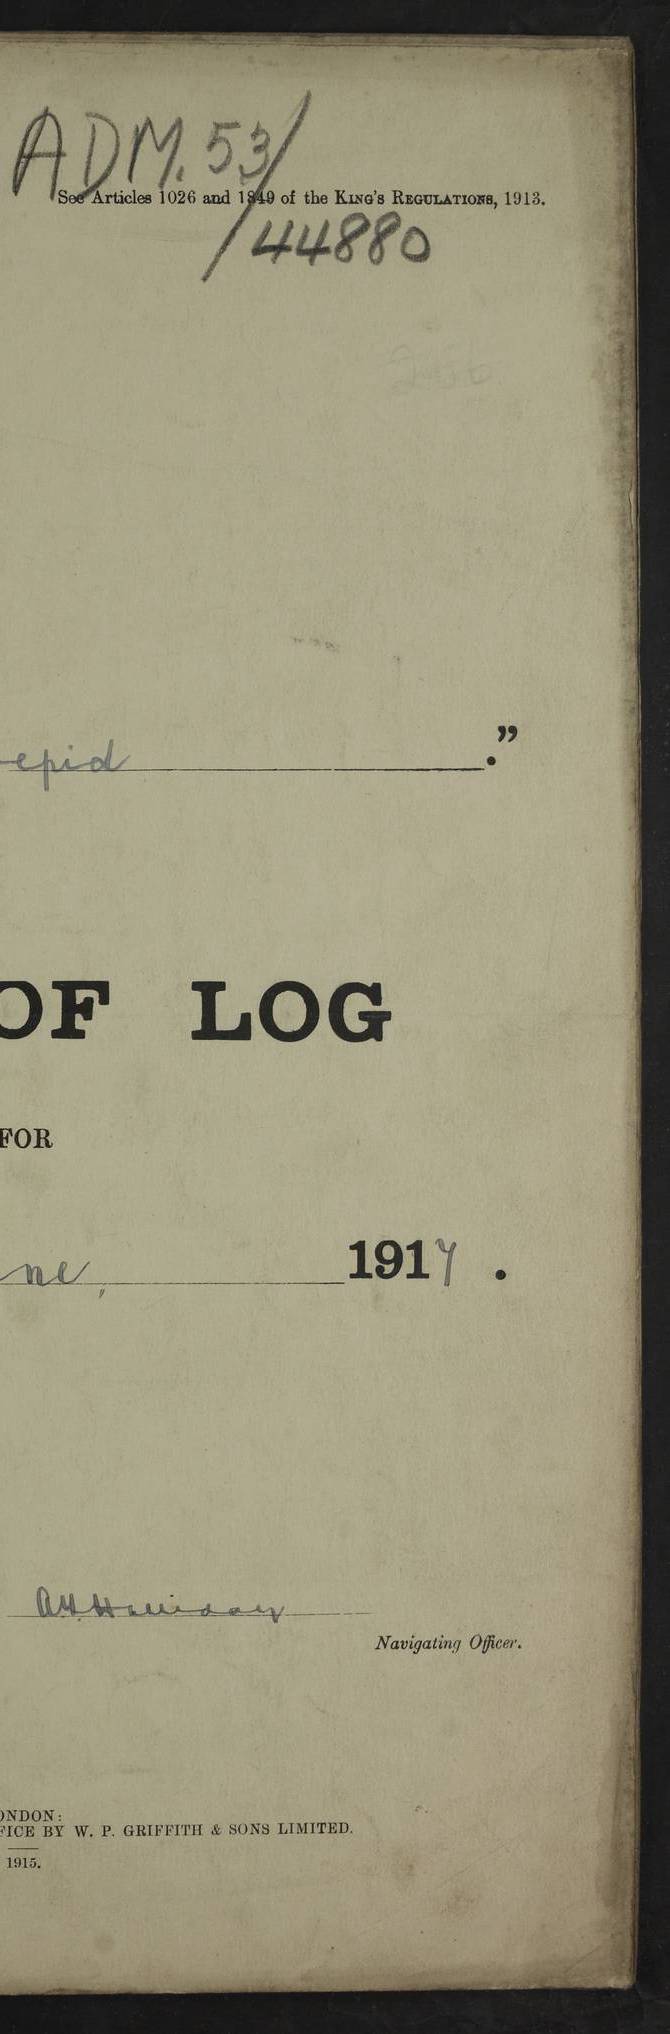 ADM. 53/
See Articles 1026 and 1849 of the KING'S REGULATIONS, 1913.
/44880
epid .”
OF LOG
FOR
ne, 1917 .
A H Halliday
Navigating Officer.
ONDON:
FICE BY W. P. GRIFFITH & SONS LIMITED.
1915.